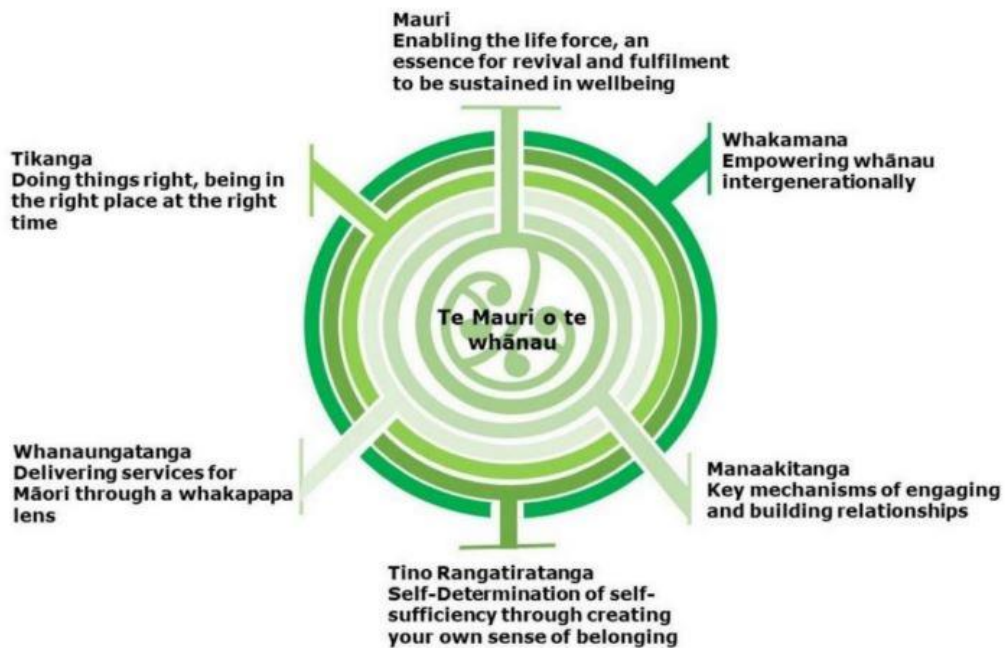 Mauri
Enabling the life force, an
essence for revival and fulfilment
to be sustained in wellbeing
Whakamana
Empowering whānau
intergenerationally
Tikanga
Doing things right, being in
the right place at the right
time
Te Mauri o te
whānau
Whanaungatanga
Delivering services for
Māori through a whakapapa
lens
Manaakitanga
Key mechanisms of engaging
and building relationships
Tino Rangatiratanga
Self-Determination of self-
sufficiency through creating
your own sense of belonging